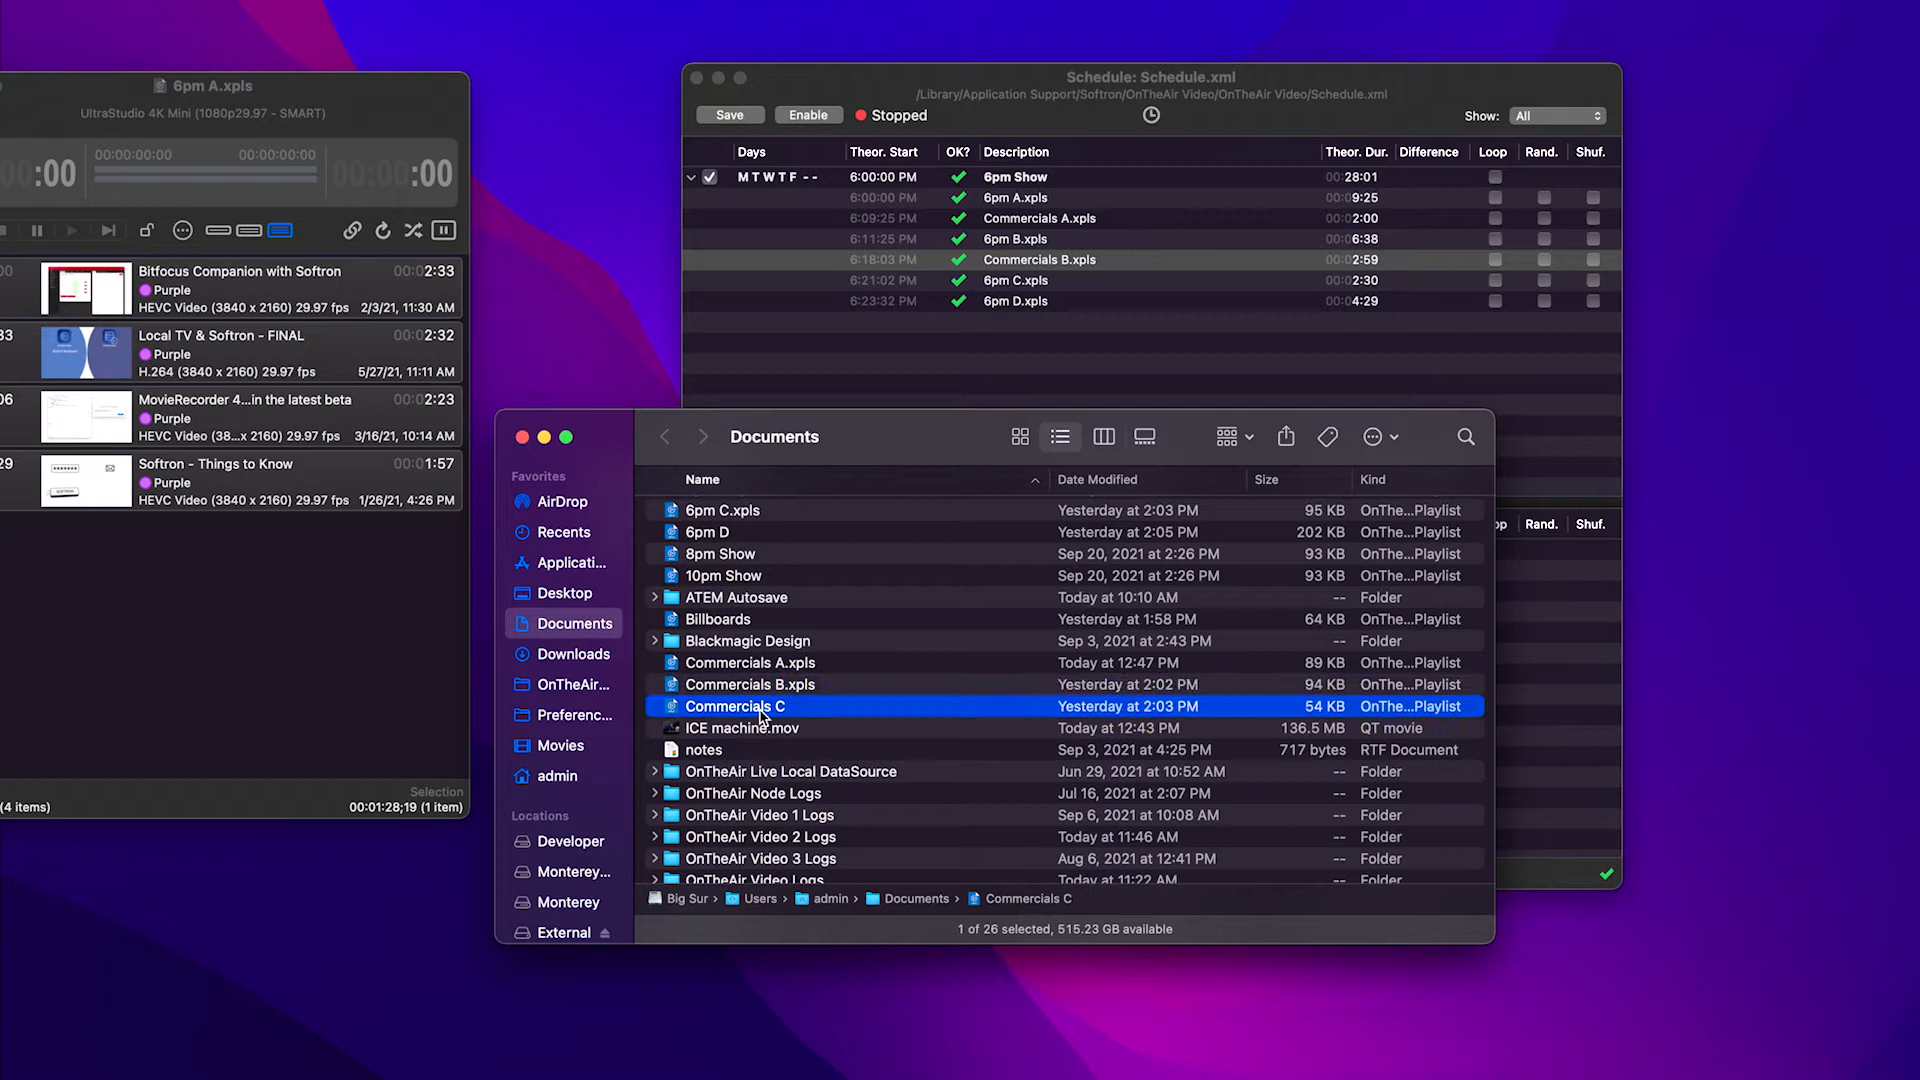 6pm A.xpls
UltraStudio 4K Mini (1080p29.97 - SMART)
:00
00:00:00:00
00:00:00:00
00:00:00:00
00
Bitfocus Companion with Softron
00:02:33
Purple
HEVC Video (3840 x 2160) 29.97 fps
2/3/21, 11:30 AM
33
Local TV & Softron - FINAL
00:02:32
Purple
H.264 (3840 x 2160) 29.97 fps
5/27/21, 11:11 AM
06
MovieRecorder 4...in the latest beta
00:02:23
Purple
HEVC Video (38...x 2160) 29.97 fps
3/16/21, 10:14 AM
29
Softron - Things to Know
00:01:57
Purple
HEVC Video (3840 x 2160) 29.97 fps
1/26/21, 4:26 PM
Selection
(4 items)
00:01:28;19 (1 item)
Schedule: Schedule.xml
/Library/Application Support/Softron/OnTheAir Video/OnTheAir Video/Schedule.xml
Save
Enable
Stopped
Show:
All
Days
Theor. Start
OK?
Description
Theor. Dur.
Difference
Loop
Rand.
Shuf.
M T W T F - -
6:00:00 PM
6pm Show
00:28:01
6:00:00 PM
6pm A.xpls
00:09:25
6:09:25 PM
Commercials A.xpls
00:02:00
6:11:25 PM
6pm B.xpls
00:06:38
6:18:03 PM
Commercials B.xpls
00:02:59
6:21:02 PM
6pm C.xpls
00:02:30
6:23:32 PM
6pm D.xpls
00:04:29
op
Rand.
Shuf.
Documents
Favorites
AirDrop
Recents
Applicati...
Desktop
Documents
Downloads
OnTheAir...
Preferenc...
Movies
admin
Locations
Developer
Monterey...
Monterey
External
Name
Date Modified
Size
Kind
6pm C.xpls
Yesterday at 2:03 PM
95 KB
OnThe...Playlist
6pm D
Yesterday at 2:05 PM
202 KB
OnThe...Playlist
8pm Show
Sep 20, 2021 at 2:26 PM
93 KB
OnThe...Playlist
10pm Show
Sep 20, 2021 at 2:26 PM
93 KB
OnThe...Playlist
ATEM Autosave
Today at 10:10 AM
--
Folder
Billboards
Yesterday at 1:58 PM
64 KB
OnThe...Playlist
Blackmagic Design
Sep 3, 2021 at 2:43 PM
--
Folder
Commercials A.xpls
Today at 12:47 PM
89 KB
OnThe...Playlist
Commercials B.xpls
Yesterday at 2:02 PM
94 KB
OnThe...Playlist
Commercials C
Yesterday at 2:03 PM
54 KB
OnThe...Playlist
ICE machine.mov
Today at 12:43 PM
136.5 MB
QT movie
notes
Sep 3, 2021 at 4:25 PM
717 bytes
RTF Document
OnTheAir Live Local DataSource
Jun 29, 2021 at 10:52 AM
--
Folder
OnTheAir Node Logs
Jul 16, 2021 at 2:07 PM
--
Folder
OnTheAir Video 1 Logs
Sep 6, 2021 at 10:08 AM
--
Folder
OnTheAir Video 2 Logs
Today at 11:46 AM
--
Folder
OnTheAir Video 3 Logs
Aug 6, 2021 at 12:41 PM
--
Folder
OnTheAir Video Logs
Today at 11:22 AM
--
Folder
Big Sur › Users › admin › Documents › Commercials C
1 of 26 selected, 515.23 GB available